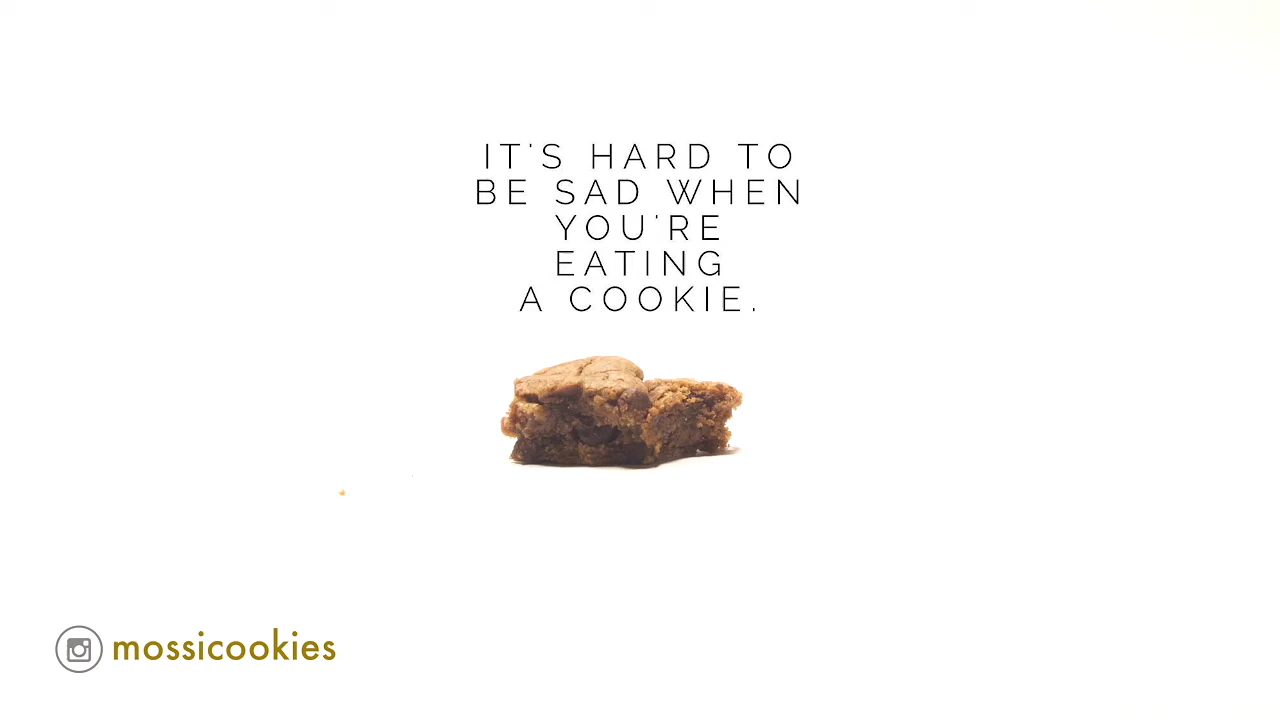 IT'S HARD TO
BE SAD WHEN
YOU'RE
EATING
A COOKIE.
mossicookies